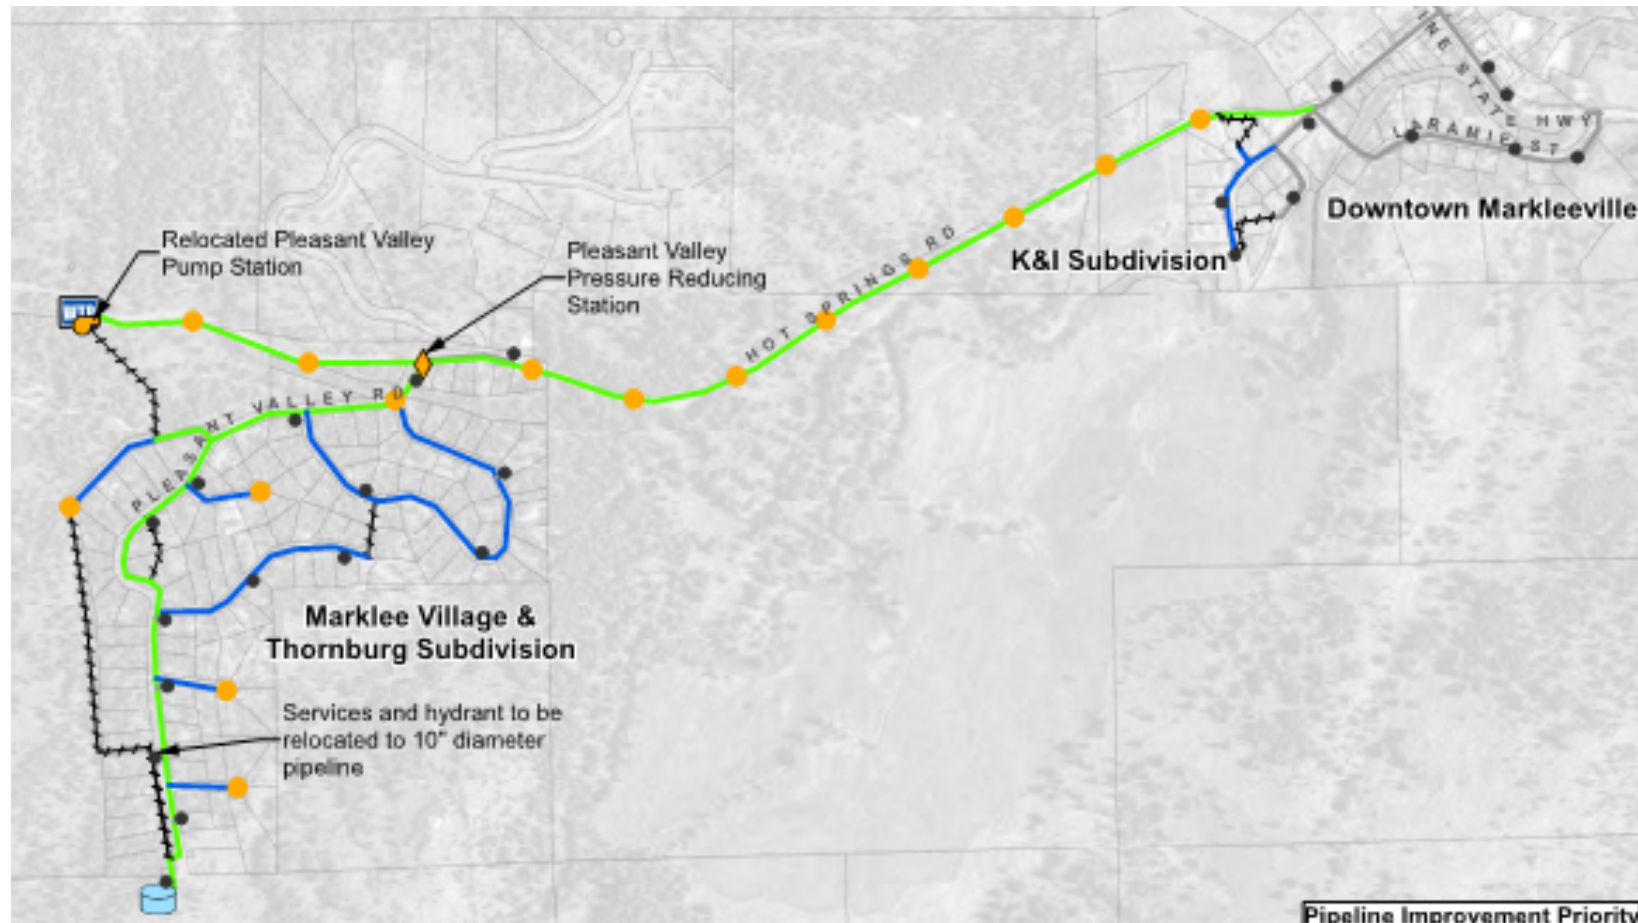 INE STATE HWY
LARAMIE ST
Downtown Markleeville
K&I Subdivision
Relocated Pleasant Valley
Pump Station
Pleasant Valley
Pressure Reducing
Station
HOT SPRINGS RD
PLEASANT VALLEY RD
Marklee Village &
Thornburg Subdivision
Services and hydrant to be
relocated to 10" diameter
pipeline
Pipeline Improvement Priority